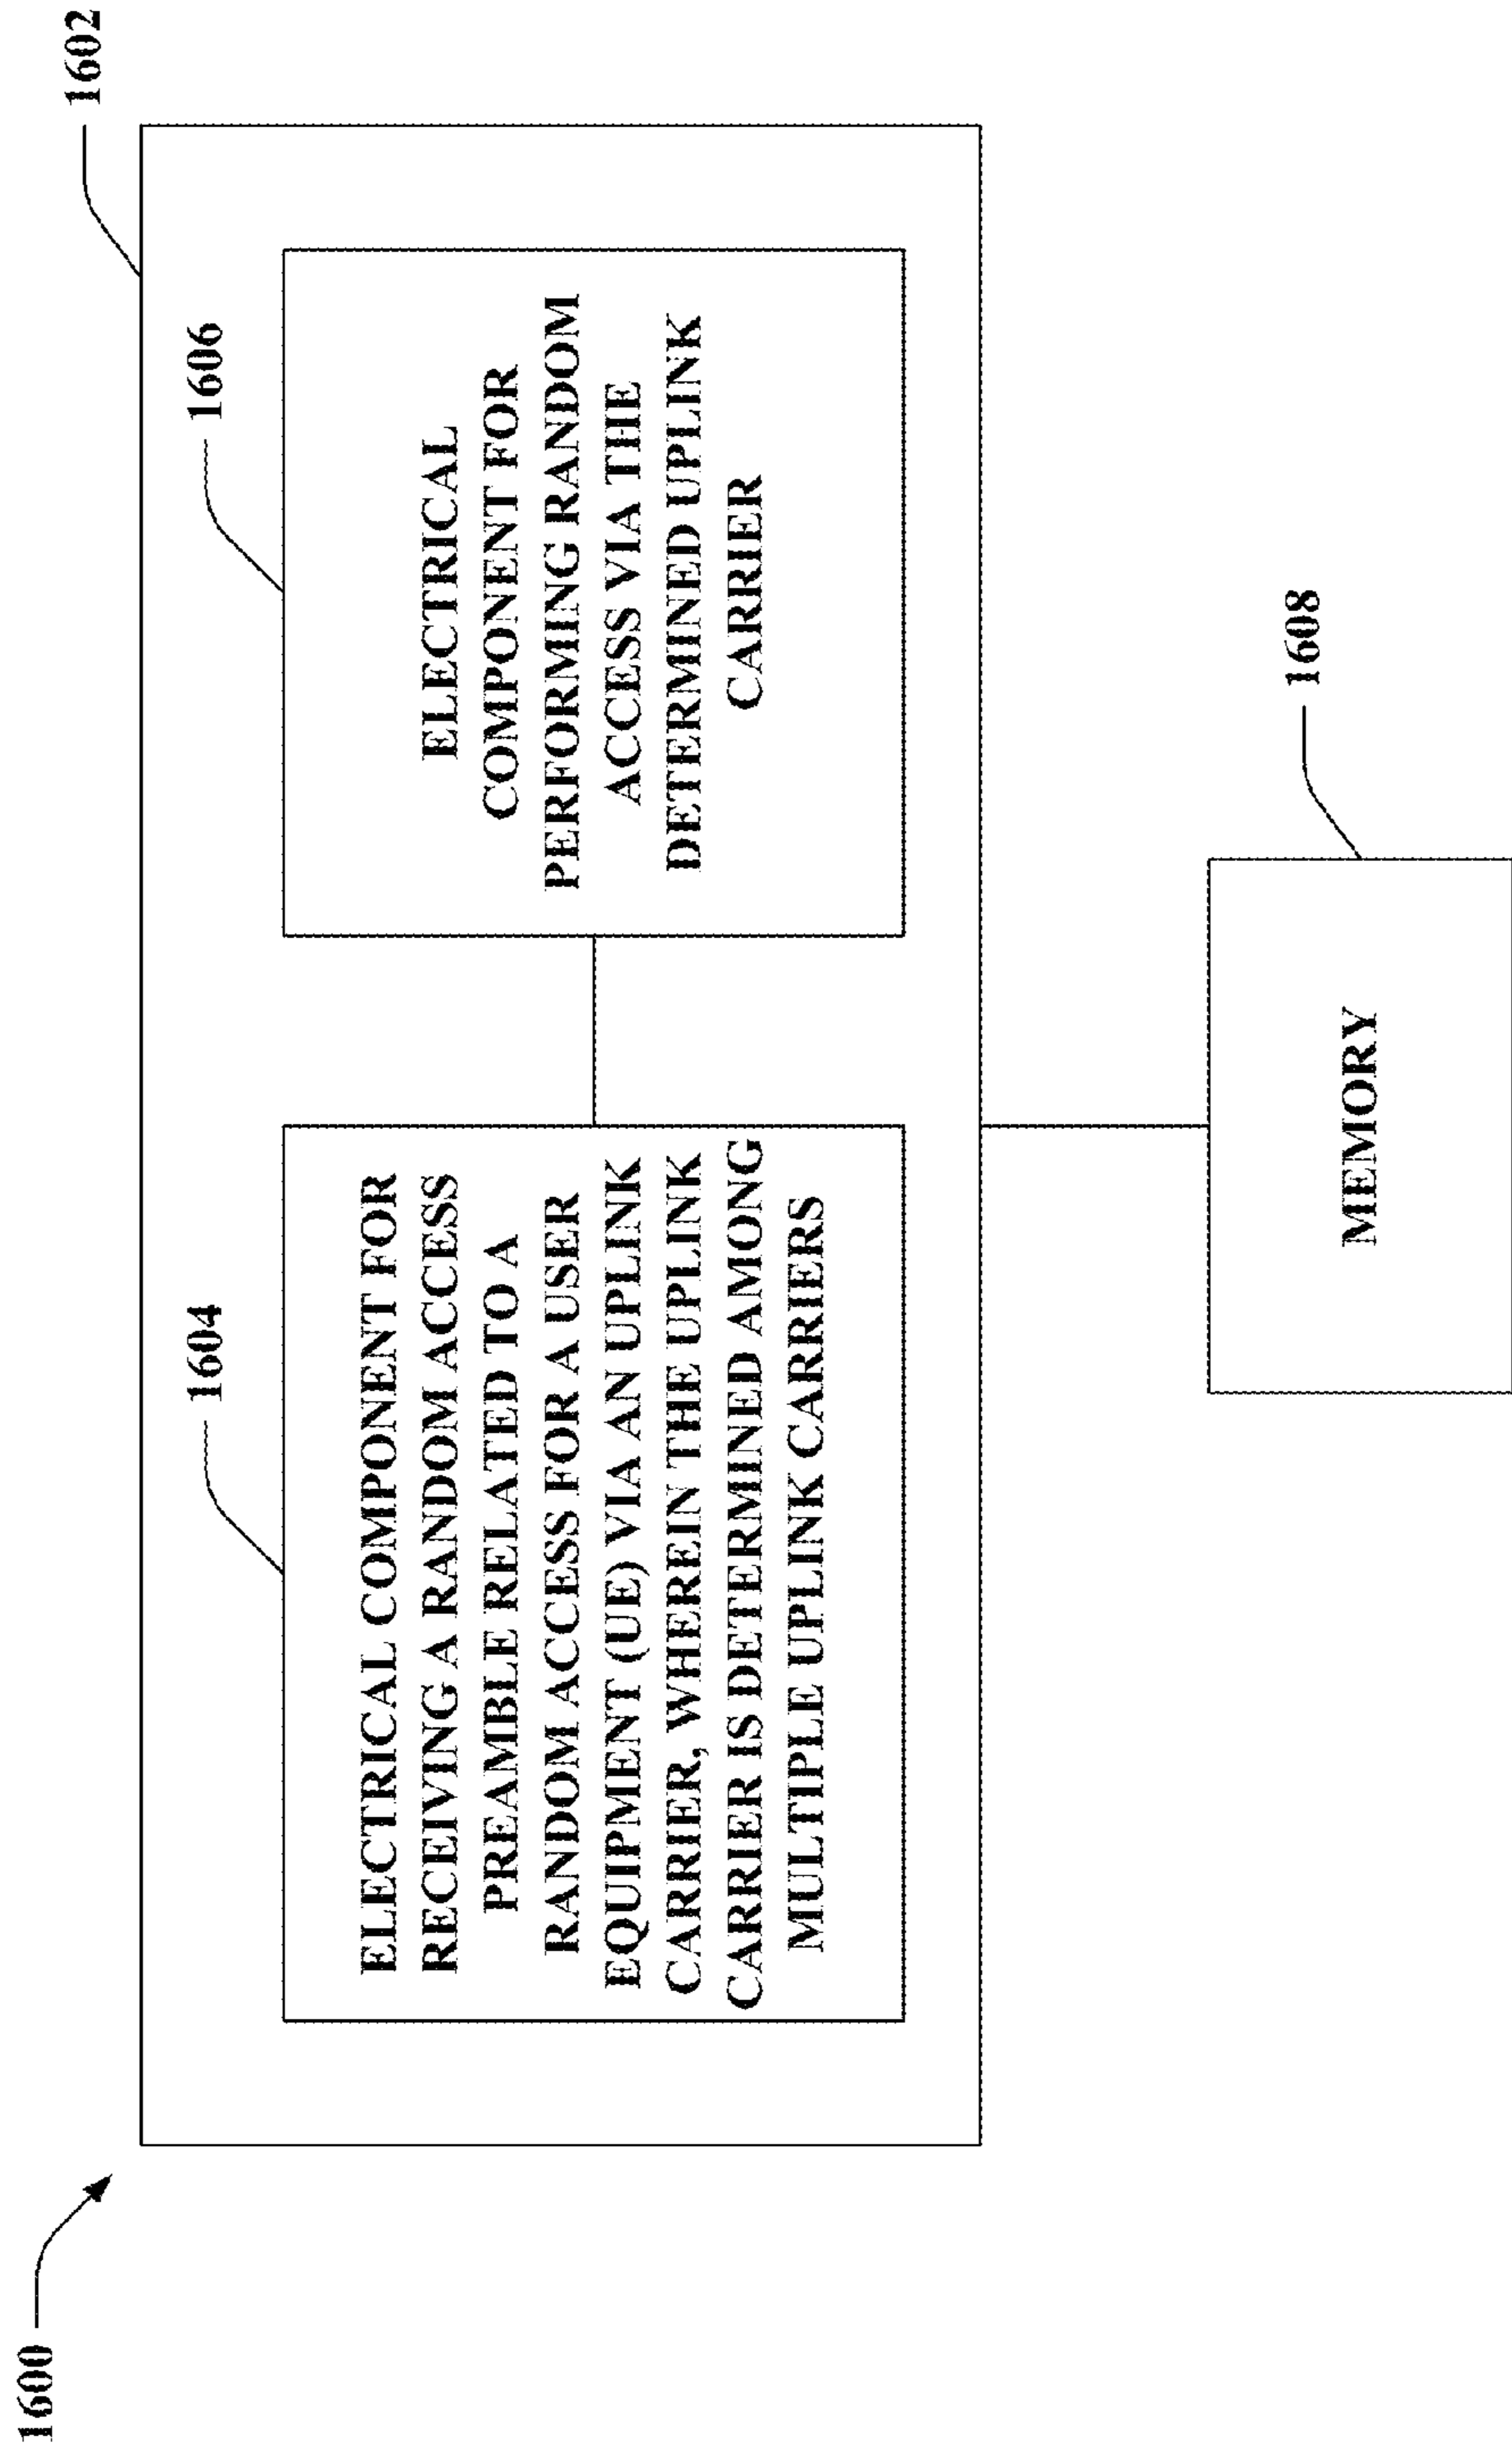 1600
1602
1604
ELECTRICAL COMPONENT FOR
RECEIVING A RANDOM ACCESS
PREAMBLE RELATED TO A
RANDOM ACCESS FOR A USER
EQUIPMENT (UE) VIA AN UPLINK
CARRIER, WHEREIN THE UPLINK
CARRIER IS DETERMINED AMONG
MULTIPLE UPLINK CARRIERS
1606
ELECTRICAL
COMPONENT FOR
PERFORMING RANDOM
ACCESS VIA THE
DETERMINED UPLINK
CARRIER
1608
MEMORY